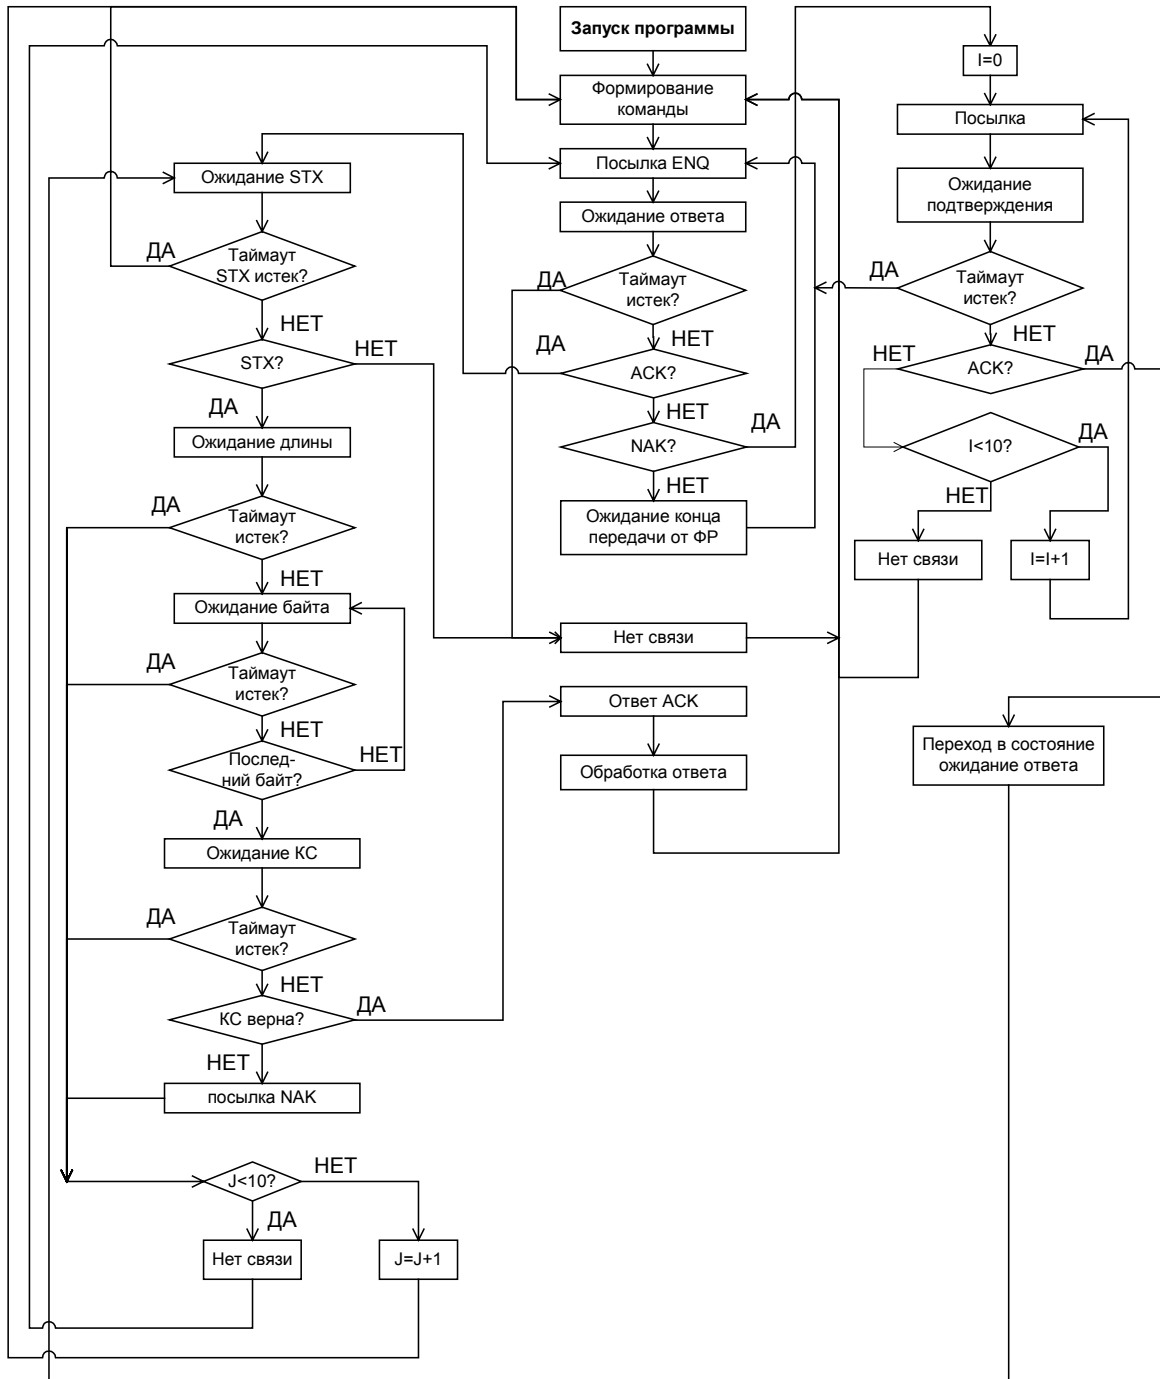 Запуск программы
Формирование
команды
Посылка ENQ
Ожидание ответа
Таймаут
истек?
ДА
НЕТ
ACK?
ДА
НЕТ
NAK?
ДА
НЕТ
Ожидание конца
передачи от ФР
Нет связи
Ответ ACK
Обработка ответа
Ожидание STX
Таймаут
STX истек?
ДА
НЕТ
STX?
НЕТ
ДА
Ожидание длины
Таймаут
истек?
ДА
НЕТ
Ожидание байта
Таймаут
истек?
ДА
НЕТ
Послед-
ний байт?
НЕТ
ДА
Ожидание КС
Таймаут
истек?
ДА
НЕТ
КС верна?
ДА
НЕТ
посылка NAK
J<10?
НЕТ
ДА
Нет связи
J=J+1
I=0
Посылка
Ожидание
подтверждения
Таймаут
истек?
ДА
НЕТ
ACK?
НЕТ
ДА
I<10?
ДА
НЕТ
Нет связи
I=I+1
Переход в состояние
ожидание ответа